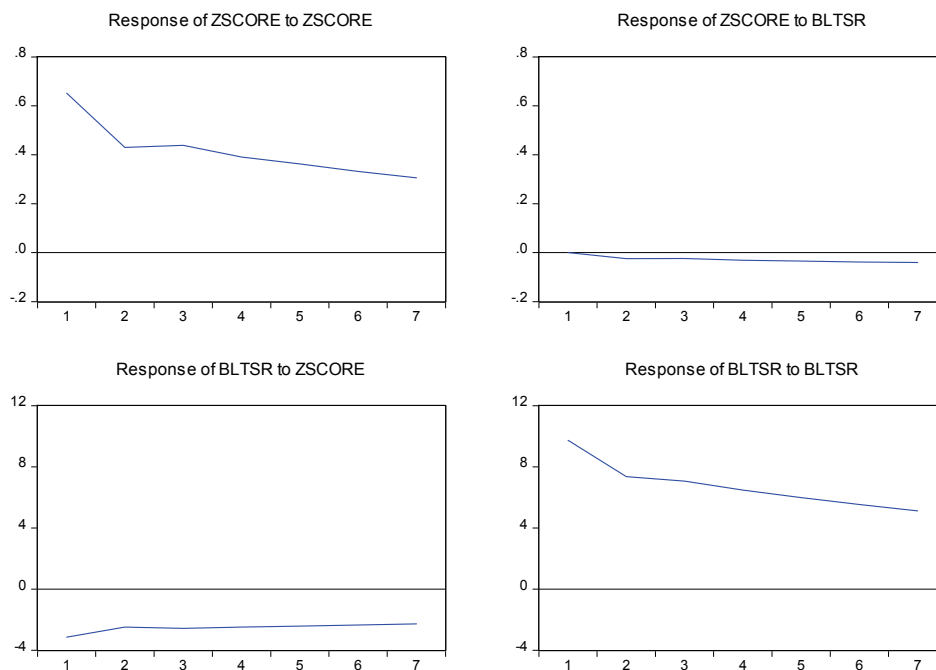 Response of ZSCORE to ZSCORE
.8
.6
.4
.2
.0
-.2
1 2 3 4 5 6 7
Response of ZSCORE to BLTSR
.8
.6
.4
.2
.0
-.2
1 2 3 4 5 6 7
Response of BLTSR to ZSCORE
12
8
4
0
-4
1 2 3 4 5 6 7
Response of BLTSR to BLTSR
12
8
4
0
-4
1 2 3 4 5 6 7